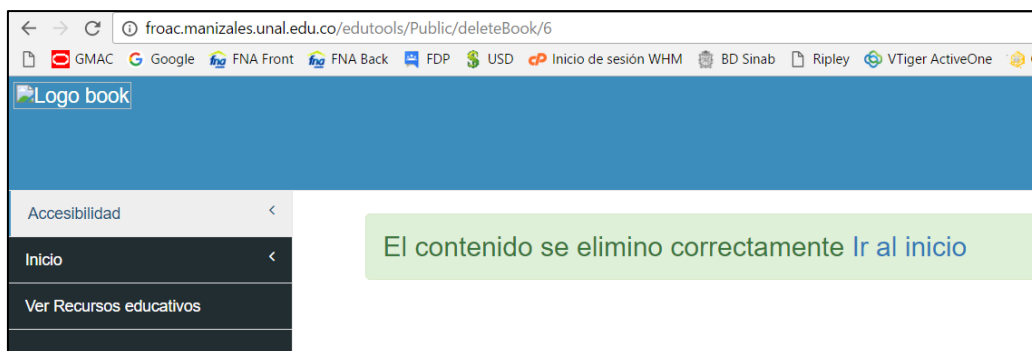 froac.manizales.unal.edu.co/edutools/Public/deleteBook/6
GMAC Google FNA Front FNA Back FDP USD Inicio de sesión WHM BD Sinab Ripley VTiger ActiveOne
Logo book
Accesibilidad
El contenido se elimino correctamente Ir al inicio
Inicio
Ver Recursos educativos